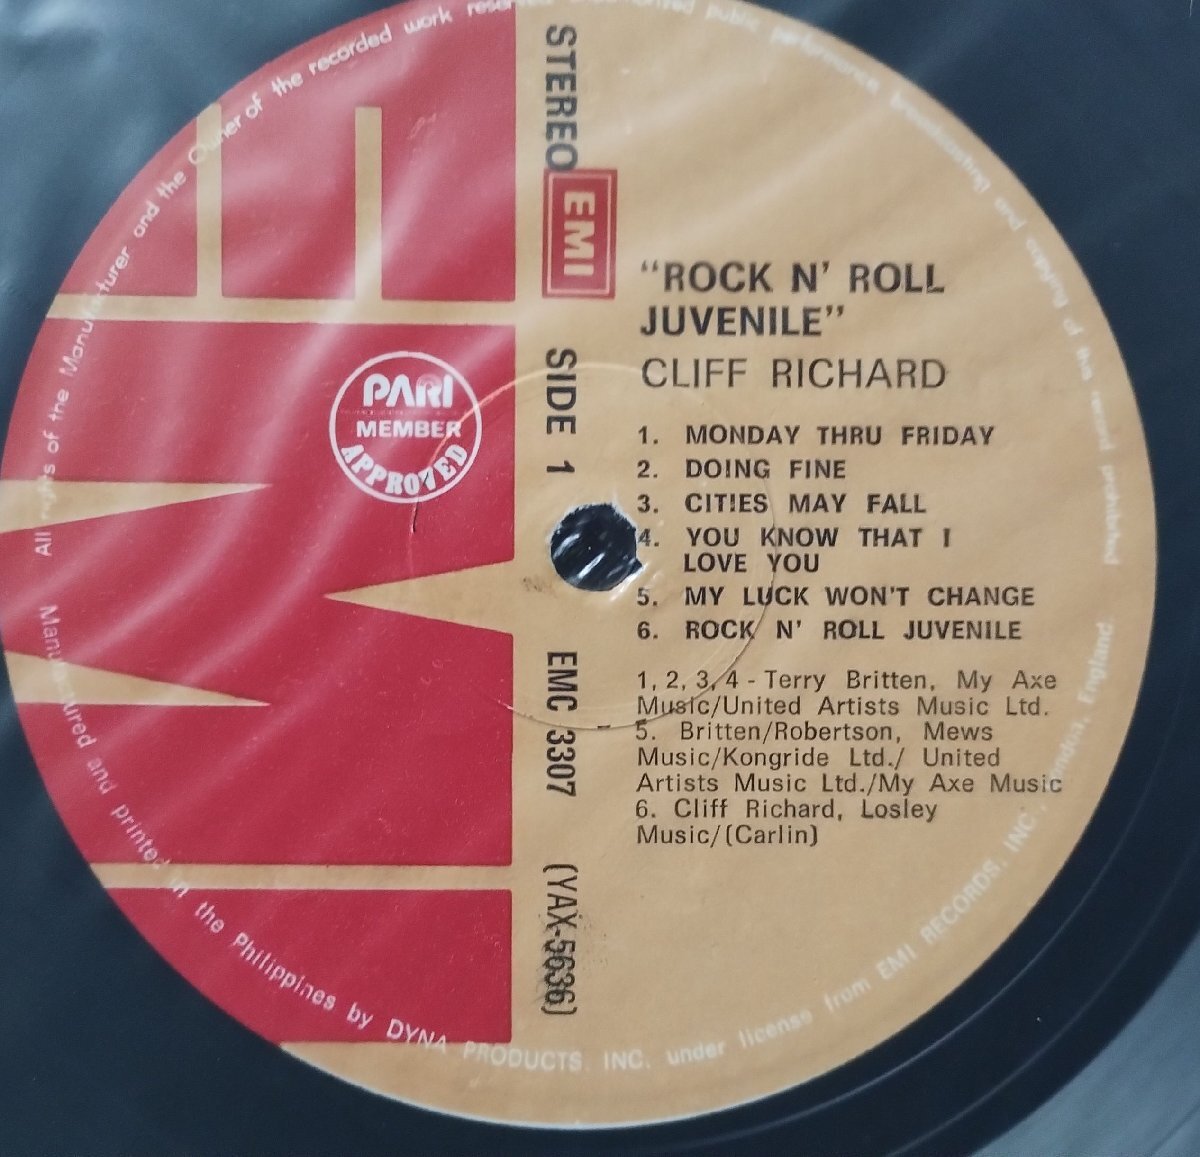 STEREO
EMI
SIDE 1
EMC 3307
(YAX-5636)
PARI
MEMBER
APPROVED
"ROCK N' ROLL
JUVENILE"
CLIFF RICHARD
1. MONDAY THRU FRIDAY
2. DOING FINE
3. CITIES MAY FALL
4. YOU KNOW THAT I
LOVE YOU
5. MY LUCK WON'T CHANGE
6. ROCK N' ROLL JUVENILE
1, 2, 3, 4 - Terry Britten, My Axe
Music/United Artists Music Ltd.
5. Britten/Robertson, Mews
Music/Kongride Ltd./ United
Artists Music Ltd./My Axe Music
6. Cliff Richard, Losley
Music/(Carlin)
All rights of the Manufacturer and the Owner of the recorded work reserved Unauthorized public performance broadcasting and copying of this record prohibited
Manufactured and printed in the Philippines by DYNA PRODUCTS, INC. under license from EMI RECORDS, INC., London, England